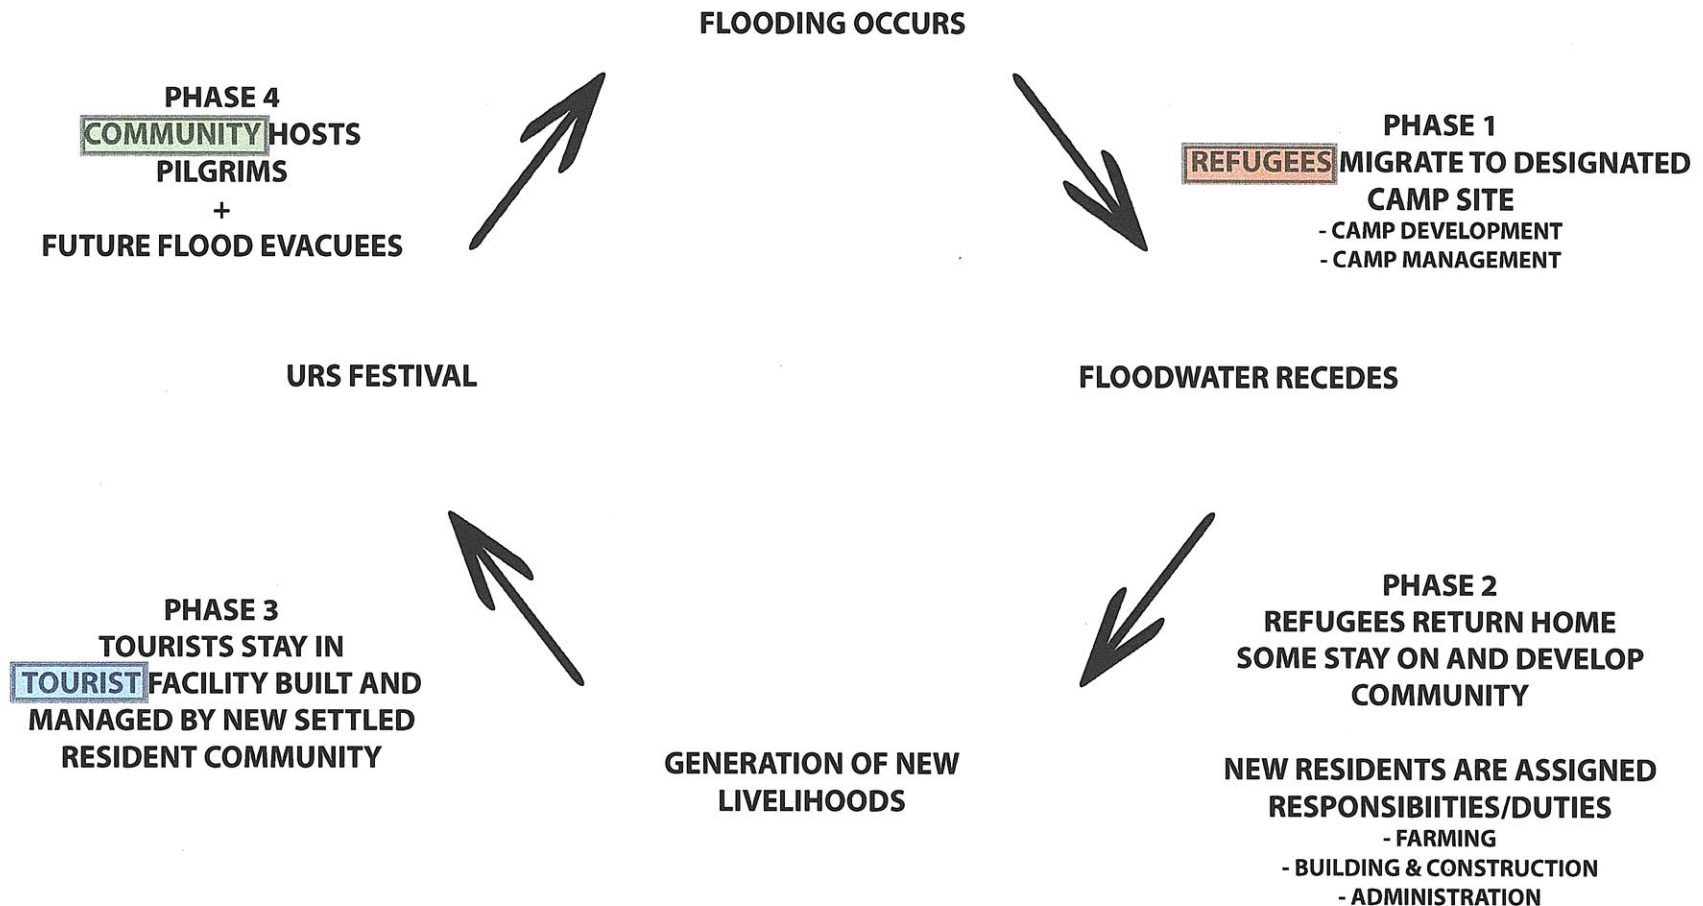 FLOODING OCCURS
PHASE 1
REFUGEES MIGRATE TO DESIGNATED
CAMP SITE
- CAMP DEVELOPMENT
- CAMP MANAGEMENT
FLOODWATER RECEDES
PHASE 2
REFUGEES RETURN HOME
SOME STAY ON AND DEVELOP
COMMUNITY
NEW RESIDENTS ARE ASSIGNED
RESPONSIBIITIES/DUTIES
- FARMING
- BUILDING & CONSTRUCTION
- ADMINISTRATION
GENERATION OF NEW
LIVELIHOODS
PHASE 3
TOURISTS STAY IN
TOURIST FACILITY BUILT AND
MANAGED BY NEW SETTLED
RESIDENT COMMUNITY
URS FESTIVAL
PHASE 4
COMMUNITY HOSTS
PILGRIMS
+
FUTURE FLOOD EVACUEES